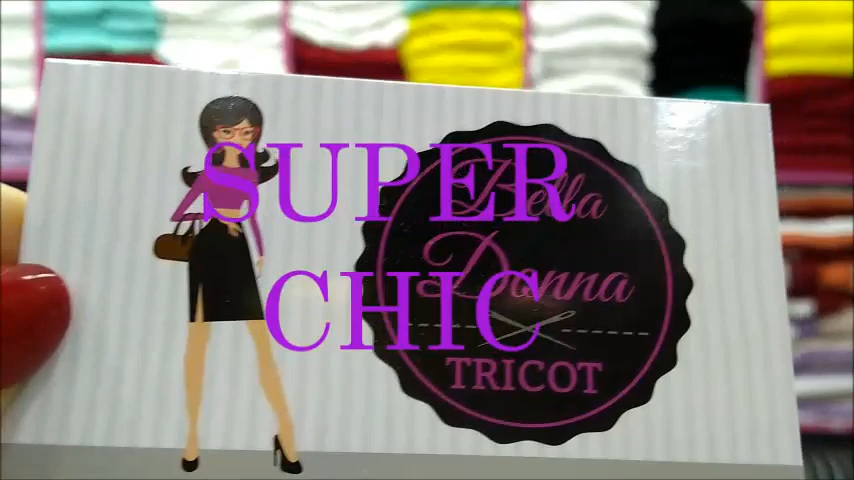 SUPER
CHIC
Bella
Donna
TRICOT